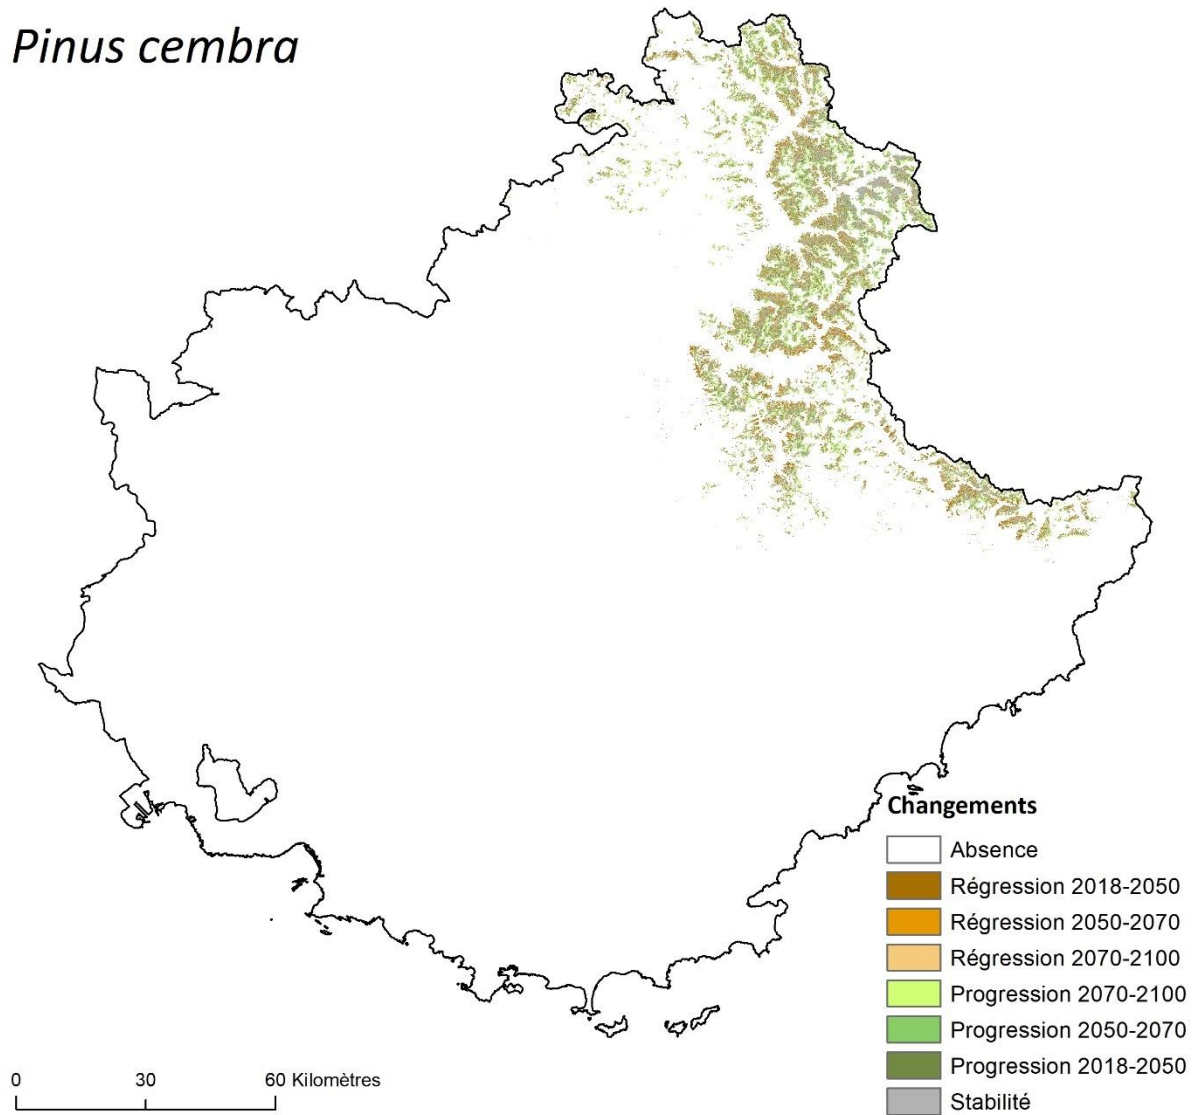 Pinus cembra
Changements
Absence
Régression 2018-2050
Régression 2050-2070
Régression 2070-2100
Progression 2070-2100
Progression 2050-2070
Progression 2018-2050
Stabilité
0 30 60 Kilomètres